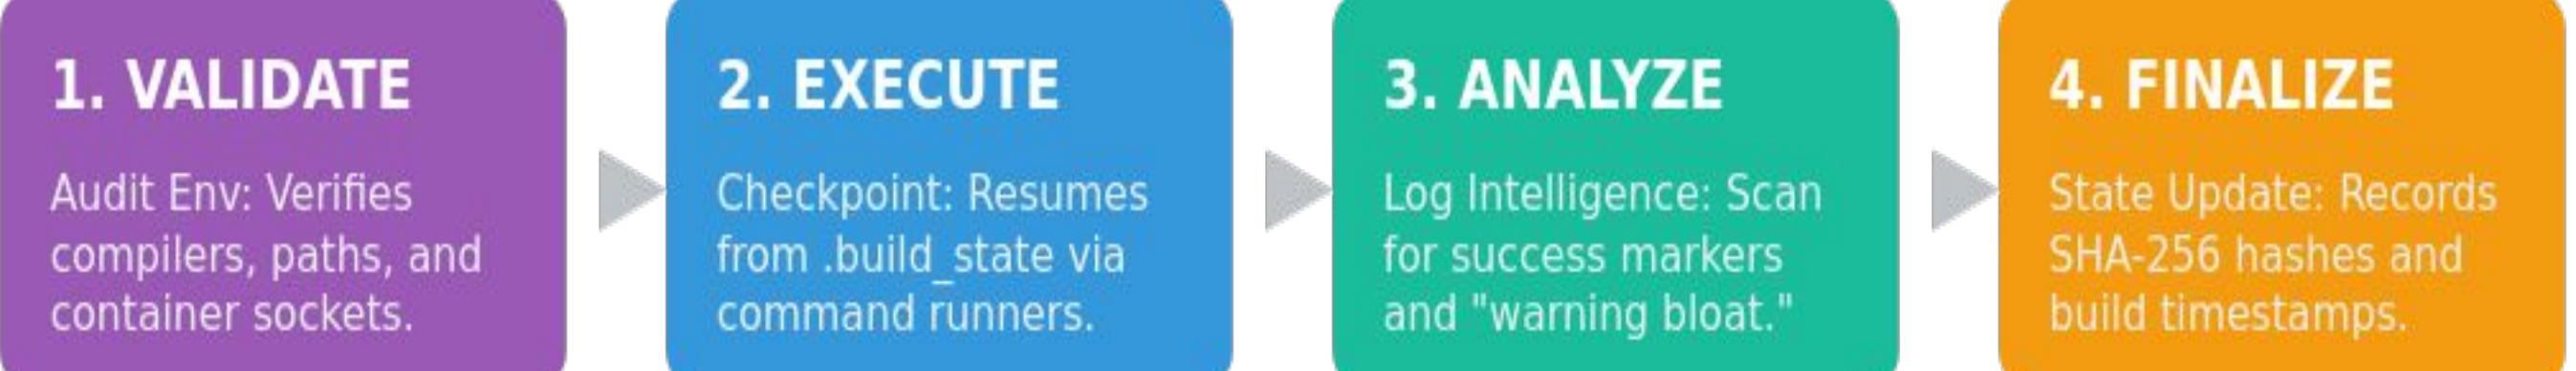 1. VALIDATE
Audit Env: Verifies
compilers, paths, and
container sockets.
2. EXECUTE
Checkpoint: Resumes
from .build_state via
command runners.
3. ANALYZE
Log Intelligence: Scan
for success markers
and "warning bloat."
4. FINALIZE
State Update: Records
SHA-256 hashes and
build timestamps.